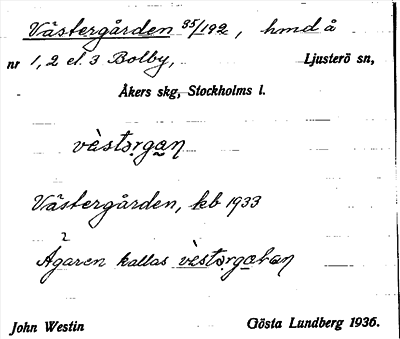 Västergården 35/192, hmd å
nr 1, 2 el. 3 Bolby, Ljusterö sn,
Åkers skg, Stockholms l.
vèstərgan
Västergården, kb 1933
Ägaren kallas
John Westin Gösta Lundberg 1936.